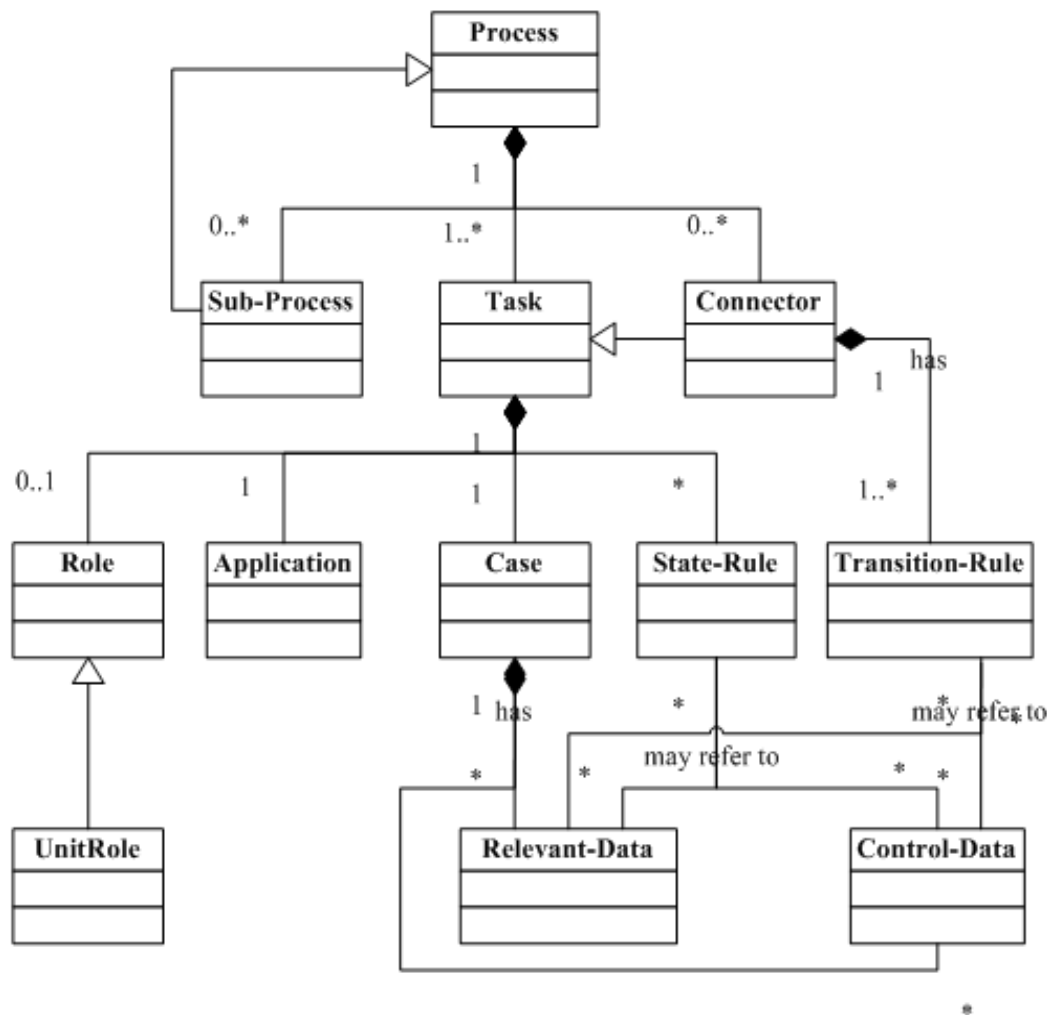 Process
1
0..* 1..* 0..*
Sub-Process Task Connector
has
1
0..1 1 1 1 * 1..*
Role Application Case State-Rule Transition-Rule
1 has * * may refer to *
may refer to
* * * *
UnitRole Relevant-Data Control-Data
*